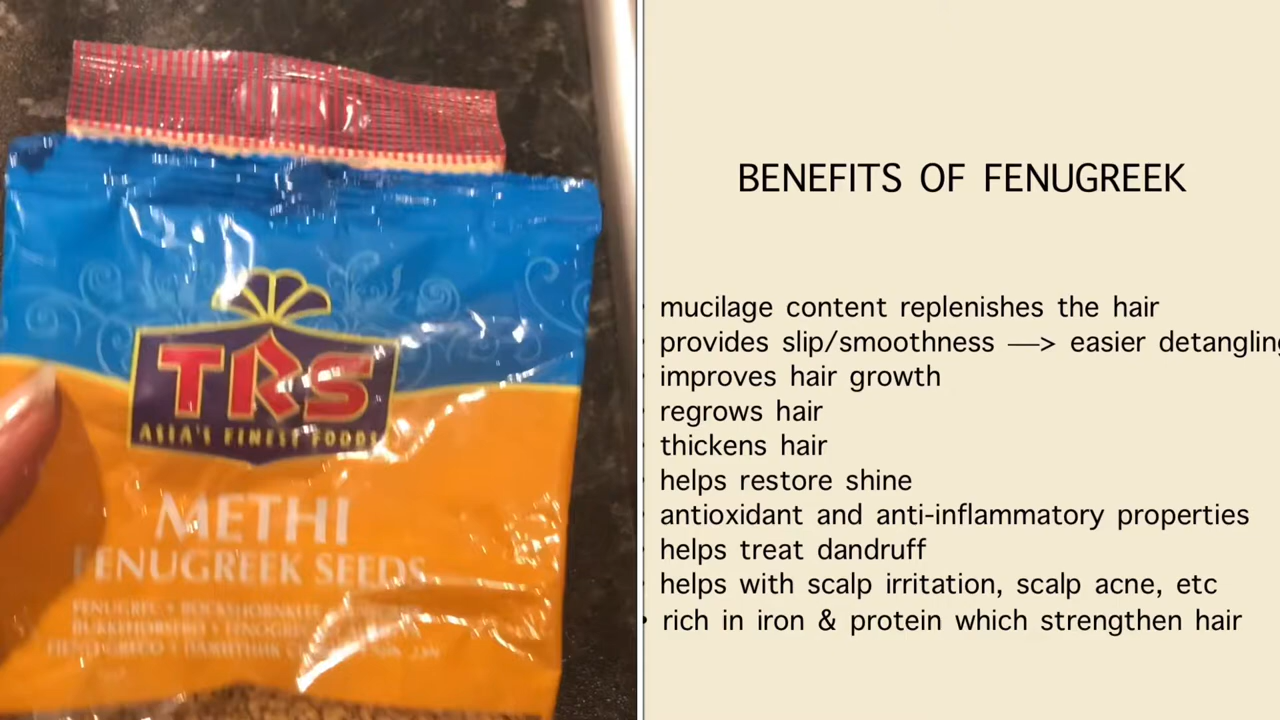 TRS
ASIA'S FINEST FOODS
METHI
FENUGREEK SEEDS
BENEFITS OF FENUGREEK
mucilage content replenishes the hair
provides slip/smoothness —> easier detangling
improves hair growth
regrows hair
thickens hair
helps restore shine
antioxidant and anti-inflammatory properties
helps treat dandruff
helps with scalp irritation, scalp acne, etc
• rich in iron & protein which strengthen hair